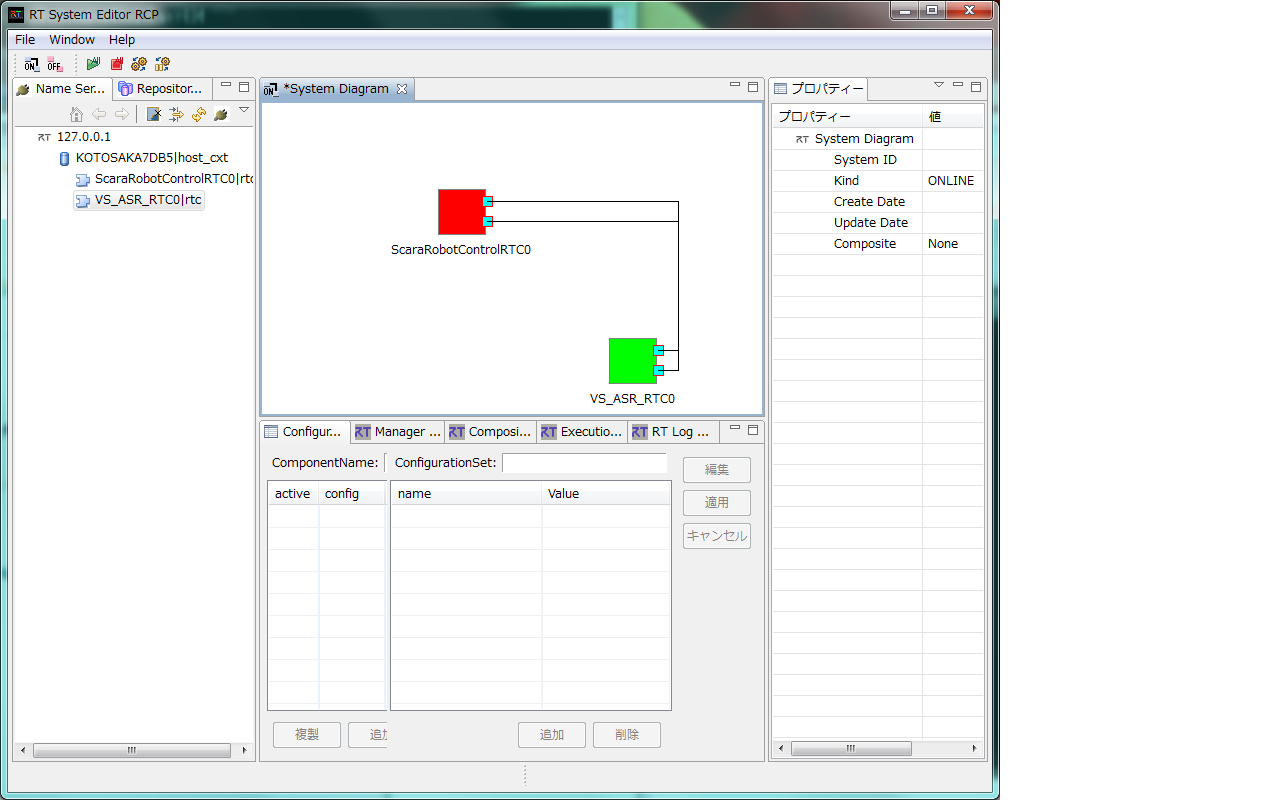 RT System Editor RCP
File Window Help
ON OFF All All
Name Ser... Repositor...
127.0.0.1
KOTOSAKA7DB5|host_cxt
ScaraRobotControlRTC0|rtc
VS_ASR_RTC0|rtc
*System Diagram
ScaraRobotControlRTC0
VS_ASR_RTC0
Configur... Manager ... Composi... Executio... RT Log ...
ComponentName: ConfigurationSet:
active config name Value
編集
適用
キャンセル
複製 追加 追加 削除
プロパティー
プロパティー 値
System Diagram
System ID
Kind ONLINE
Create Date
Update Date
Composite None